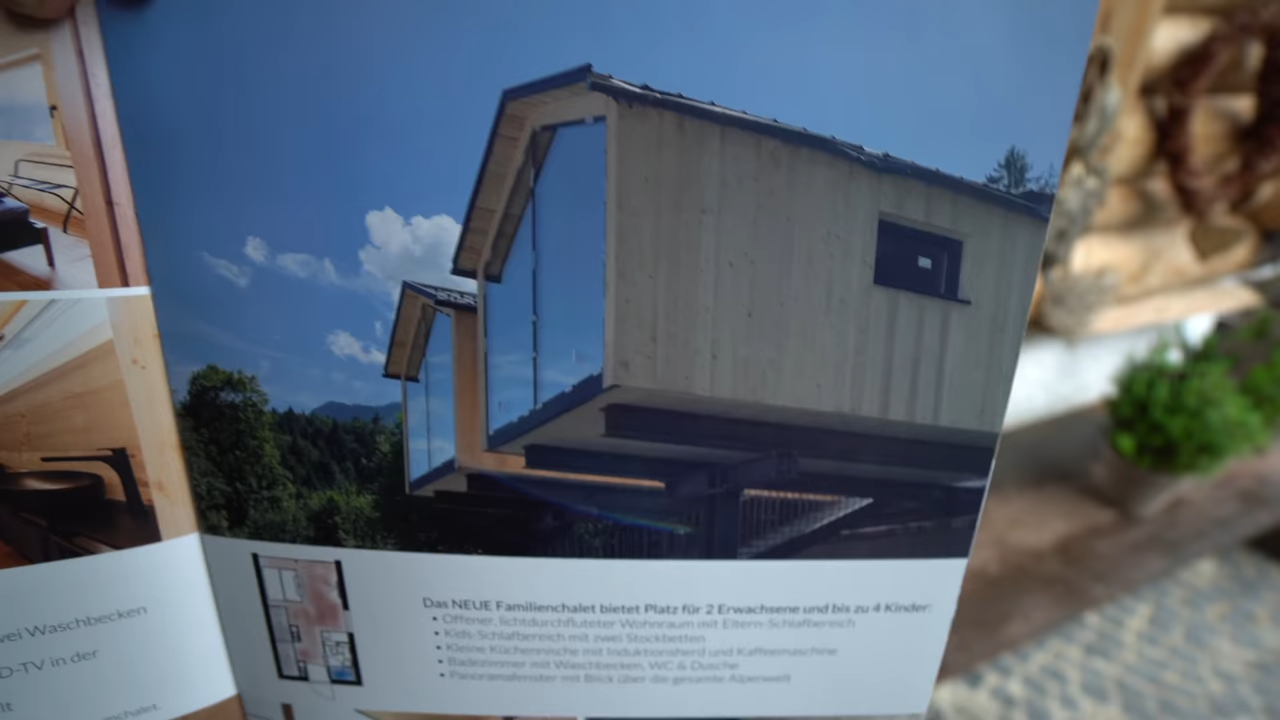 Das NEUE Familienchalet bietet Platz für 2 Erwachsene und bis zu 4 Kinder:
• Offener, lichtdurchfluteter Wohnraum mit Eltern-Schlafbereich
• Kids-Schlafbereich mit zwei Stockbetten
• Kleine Küchennische mit Induktionsherd und Kaffeemaschine
• Badezimmer mit Waschbecken, WC & Dusche
• Panoramafenster mit Blick über die gesamte Alpenwelt
vei Waschbecken
D-TV in der
lt